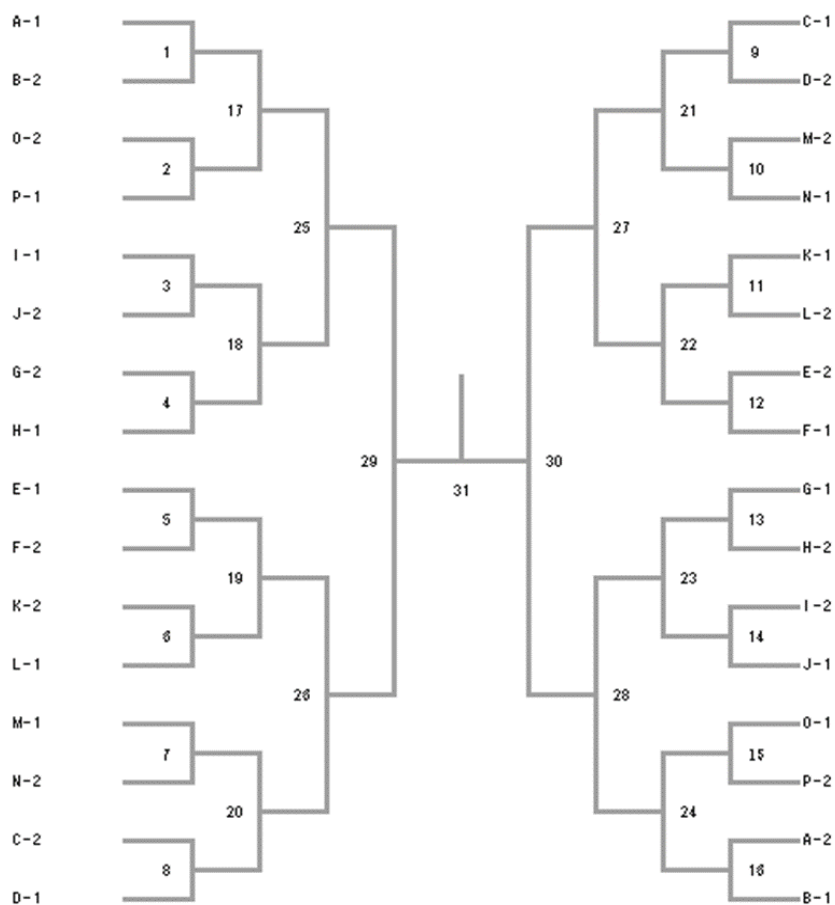 A-1 C-1
1 9
B-2 D-2
17 21
O-2 M-2
2 10
P-1 N-1
25 27
I-1 K-1
3 11
J-2 L-2
18 22
G-2 E-2
4 12
H-1 F-1
29 30
31
E-1 G-1
5 13
F-2 H-2
19 23
K-2 I-2
6 14
L-1 J-1
26 28
M-1 O-1
7 15
N-2 P-2
20 24
C-2 A-2
8 16
D-1 B-1